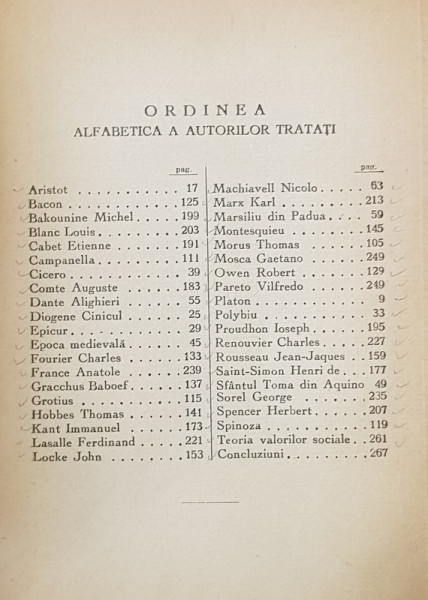 ORDINEA
ALFABETICA A AUTORILOR TRATAȚI
pag.
Aristot . . . . . . . . . . . 17
Bacon . . . . . . . . . . . 125
Bakounine Michel . . . . . 199
Blanc Louis . . . . . . . . 203
Cabet Etienne . . . . . . . 191
Campanella . . . . . . . . 111
Cicero . . . . . . . . . . . 39
Comte Auguste . . . . . . 183
Dante Alighieri . . . . . . 55
Diogene Cinicul . . . . . . 25
Epicur . . . . . . . . . . . 29
Epoca medievală . . . . . . 45
Fourier Charles . . . . . . 133
France Anatole . . . . . . 239
Gracchus Baboef . . . . . . 137
Grotius . . . . . . . . . . 115
Hobbes Thomas . . . . . . 141
Kant Immanuel . . . . . . 173
Lasalle Ferdinand . . . . . 221
Locke John . . . . . . . . 153
pag.
Machiavell Nicolo . . . . . 63
Marx Karl . . . . . . . . . 213
Marsiliu din Padua . . . . 59
Montesquieu . . . . . . . . 145
Morus Thomas . . . . . . 105
Mosca Gaetano . . . . . . 249
Owen Robert . . . . . . . 129
Pareto Vilfredo . . . . . . 249
Platon . . . . . . . . . . . 9
Polybiu . . . . . . . . . . 33
Proudhon Ioseph . . . . . . 195
Renouvier Charles . . . . . 227
Rousseau Jean-Jaques . . . 159
Saint-Simon Henri de . . . 177
Sfântul Toma din Aquino 49
Sorel George . . . . . . . 235
Spencer Herbert . . . . . . 207
Spinoza . . . . . . . . . . 119
Teoria valorilor sociale . . 261
Concluziuni . . . . . . . . 267